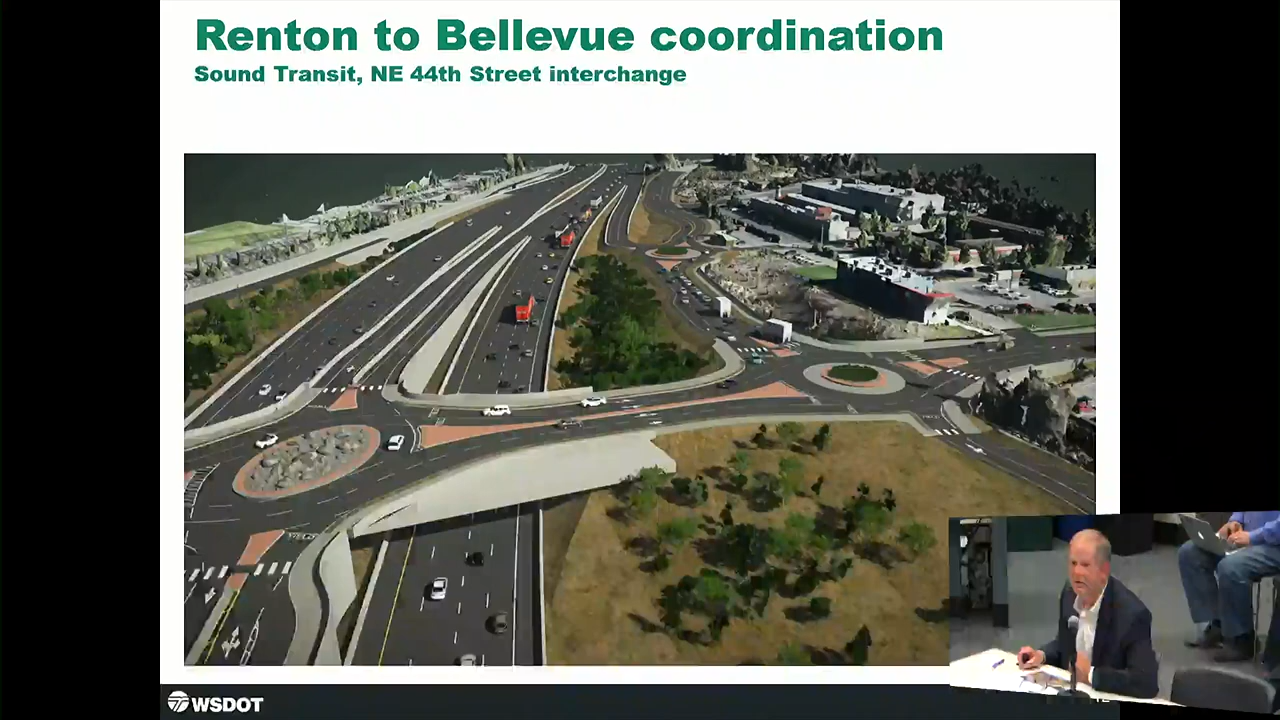 Renton to Bellevue coordination
Sound Transit, NE 44th Street interchange
WSDOT